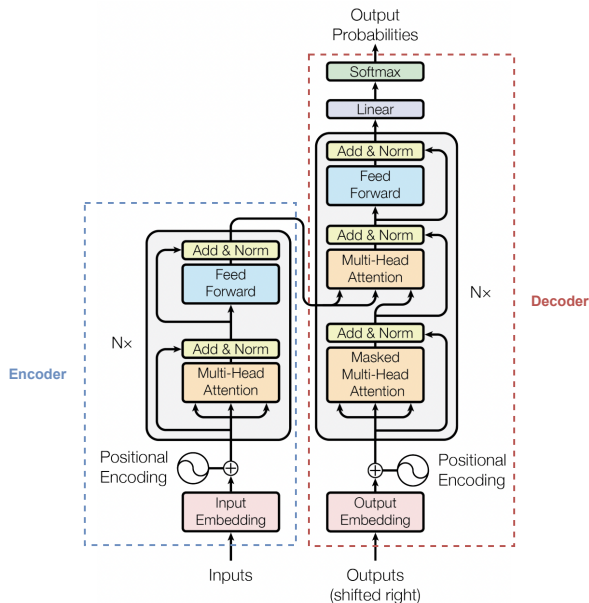 Output
Probabilities
Softmax
Linear
Add & Norm
Feed
Forward
Add & Norm
Multi-Head
Attention
Add & Norm
Masked
Multi-Head
Attention
Nx
Decoder
Positional
Encoding
Output
Embedding
Outputs
(shifted right)
Add & Norm
Feed
Forward
Add & Norm
Multi-Head
Attention
Nx
Encoder
Positional
Encoding
Input
Embedding
Inputs